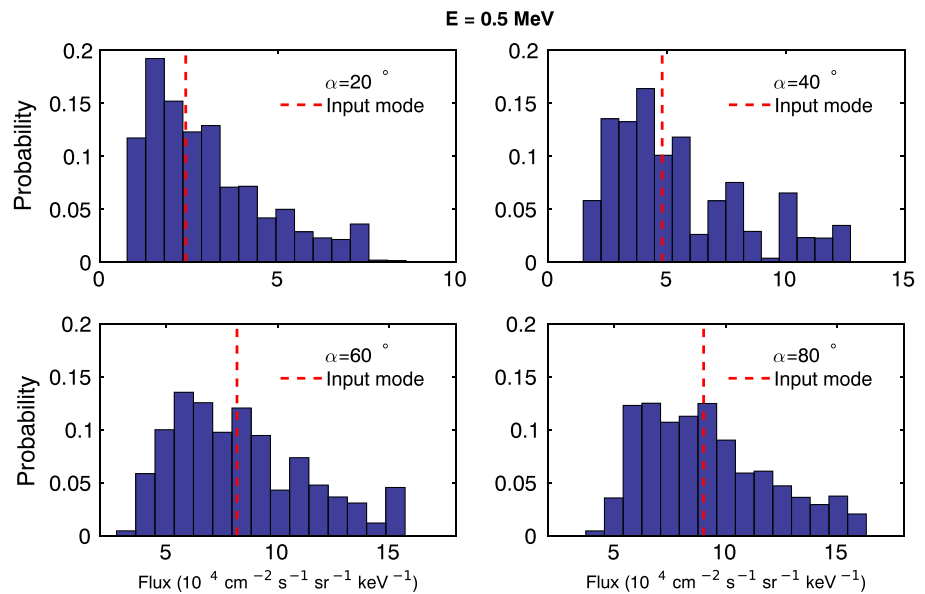 E = 0.5 MeV
Probability
0.2
0.15
0.1
0.05
0
α=20 °
Input mode
0 5 10
0.2
0.15
0.1
0.05
0
α=40 °
Input mode
0 5 10 15
Probability
0.2
0.15
0.1
0.05
0
α=60 °
Input mode
5 10 15
Flux (10 ⁴ cm ⁻² s⁻¹ sr⁻¹ keV ⁻¹)
0.2
0.15
0.1
0.05
0
α=80 °
Input mode
5 10 15
Flux (10 ⁴ cm ⁻² s⁻¹ sr⁻¹ keV ⁻¹)